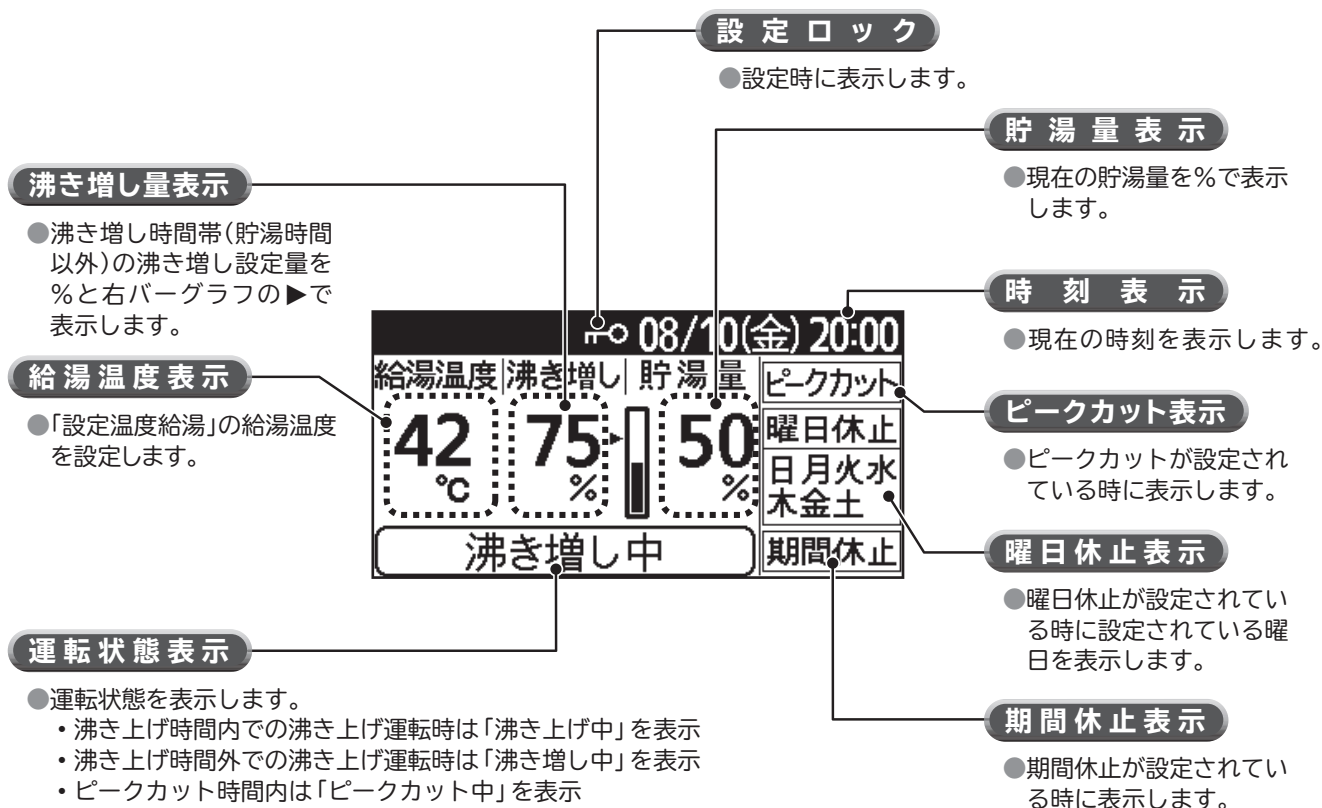 設定ロック
●設定時に表示します。
貯湯量表示
●現在の貯湯量を%で表示
します。
沸き増し量表示
●沸き増し時間帯(貯湯時間
以外)の沸き増し設定量を
%と右バーグラフの▶で
表示します。
時刻表示
●現在の時刻を表示します。
給湯温度表示
●「設定温度給湯」の給湯温度
を設定します。
08/10(金) 20:00
給湯温度 沸き増し 貯湯量
42℃ 75% 50%
ピークカット
曜日休止
日月火水
木金土
沸き増し中
期間休止
ピークカット表示
●ピークカットが設定され
ている時に表示します。
曜日休止表示
●曜日休止が設定されてい
る時に設定されている曜
日を表示します。
運転状態表示
●運転状態を表示します。
・沸き上げ時間内での沸き上げ運転時は「沸き上げ中」を表示
・沸き上げ時間外での沸き上げ運転時は「沸き増し中」を表示
・ピークカット時間内は「ピークカット中」を表示
期間休止表示
●期間休止が設定されてい
る時に表示します。